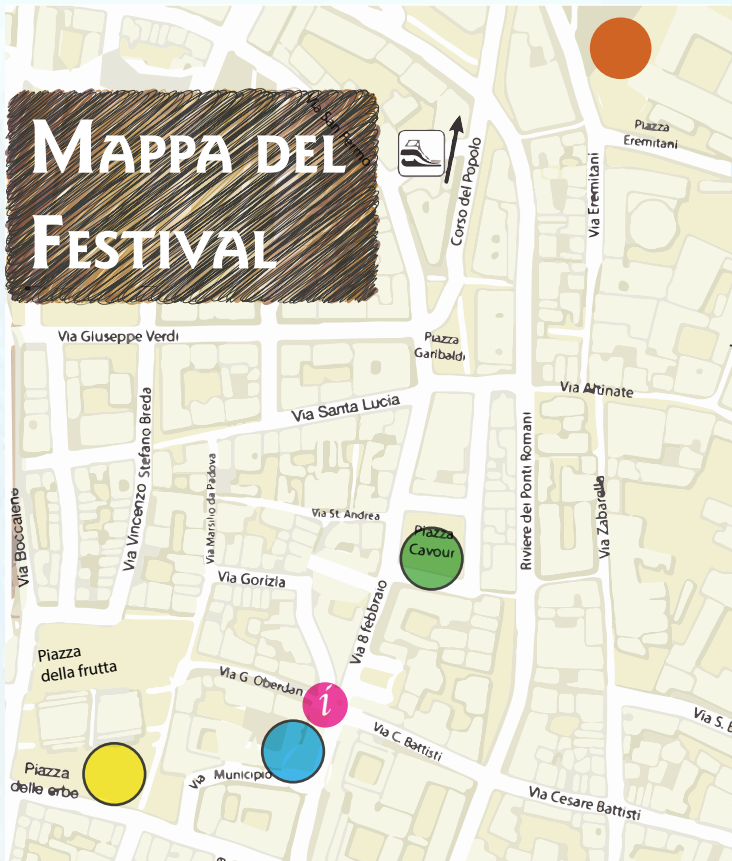 MAPPA DEL
FESTIVAL
Via San Fermo
Corso del Popolo
Piazza
Eremitani
Via Eremitani
Via Giuseppe Verdi
Piazza
Garibaldi
Via Altinate
Via Santa Lucia
Via Vincenzo Stefano Breda
Via Marsilio da Padova
Riviere dei Ponti Romani
Via Zabarella
Via Boccalerie
Via St. Andrea
Piazza
Cavour
Via Gorizia
Via 8 febbraio
Piazza
della frutta
Via G. Oberdan
i
Via C. Battisti
Via S. B
Piazza
delle erbe
Via Municipio
Via Cesare Battisti